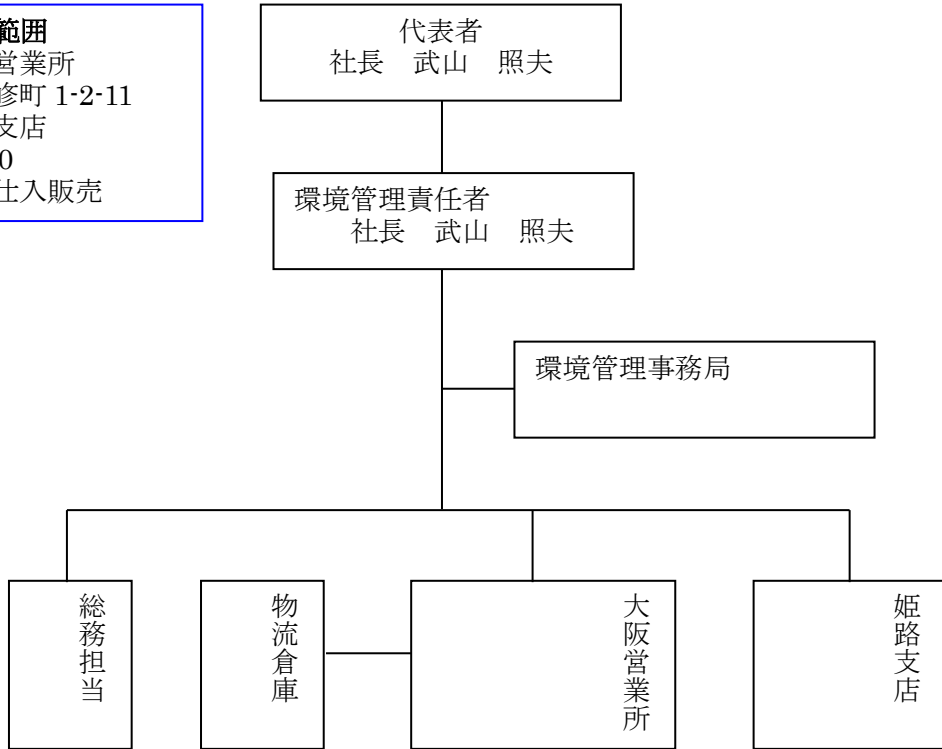 範囲
営業所
修町 1-2-11
支店
0
仕入販売
代表者
社長　武山　照夫
環境管理責任者
社長　武山　照夫
環境管理事務局
総務担当
物流倉庫
大阪営業所
姫路支店